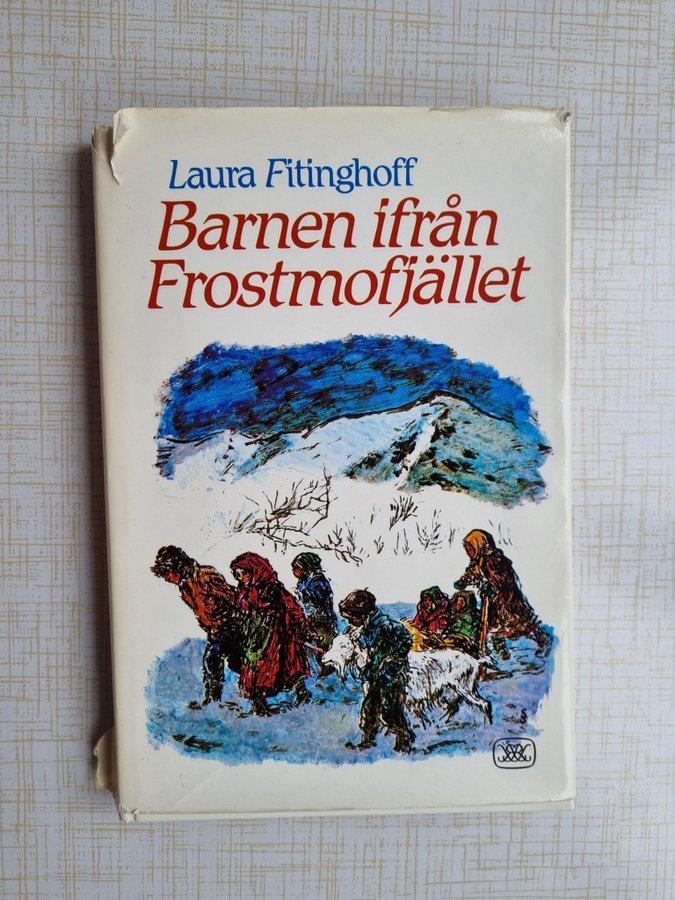 Laura Fitinghoff
Barnen ifrån
Frostmofjället